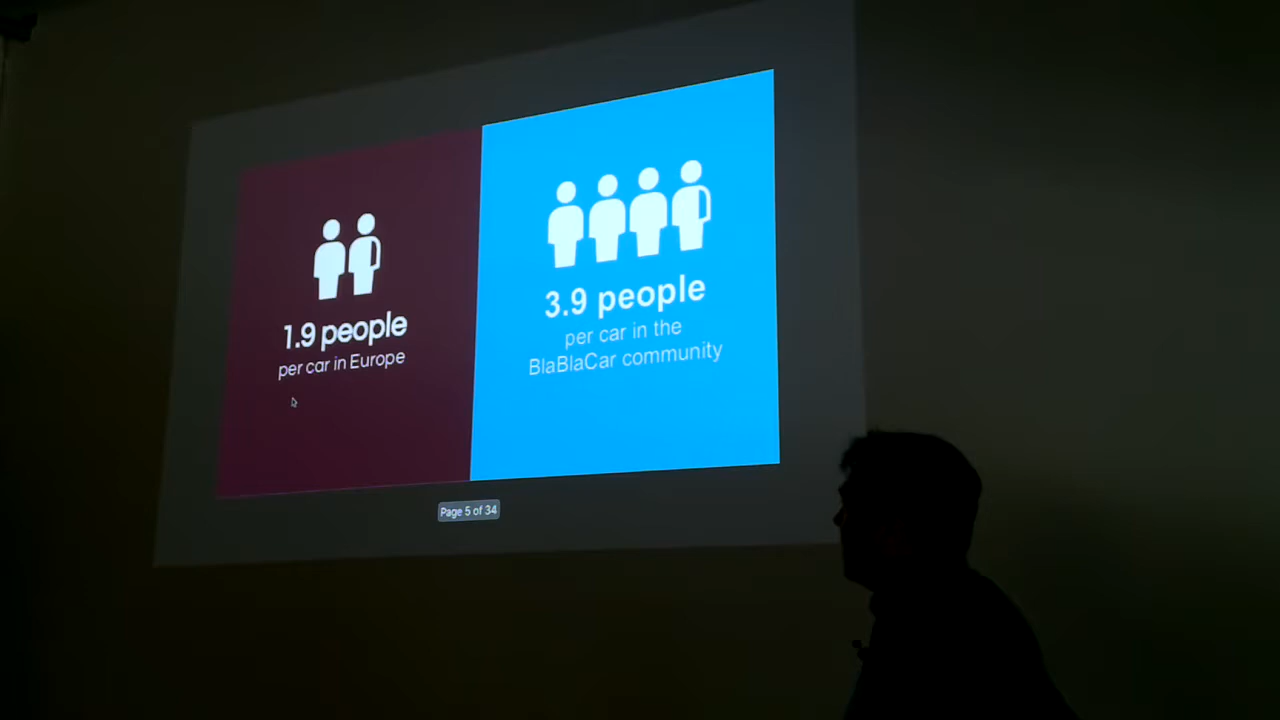 1.9 people
per car in Europe
3.9 people
per car in the
BlaBlaCar community
Page 5 of 34